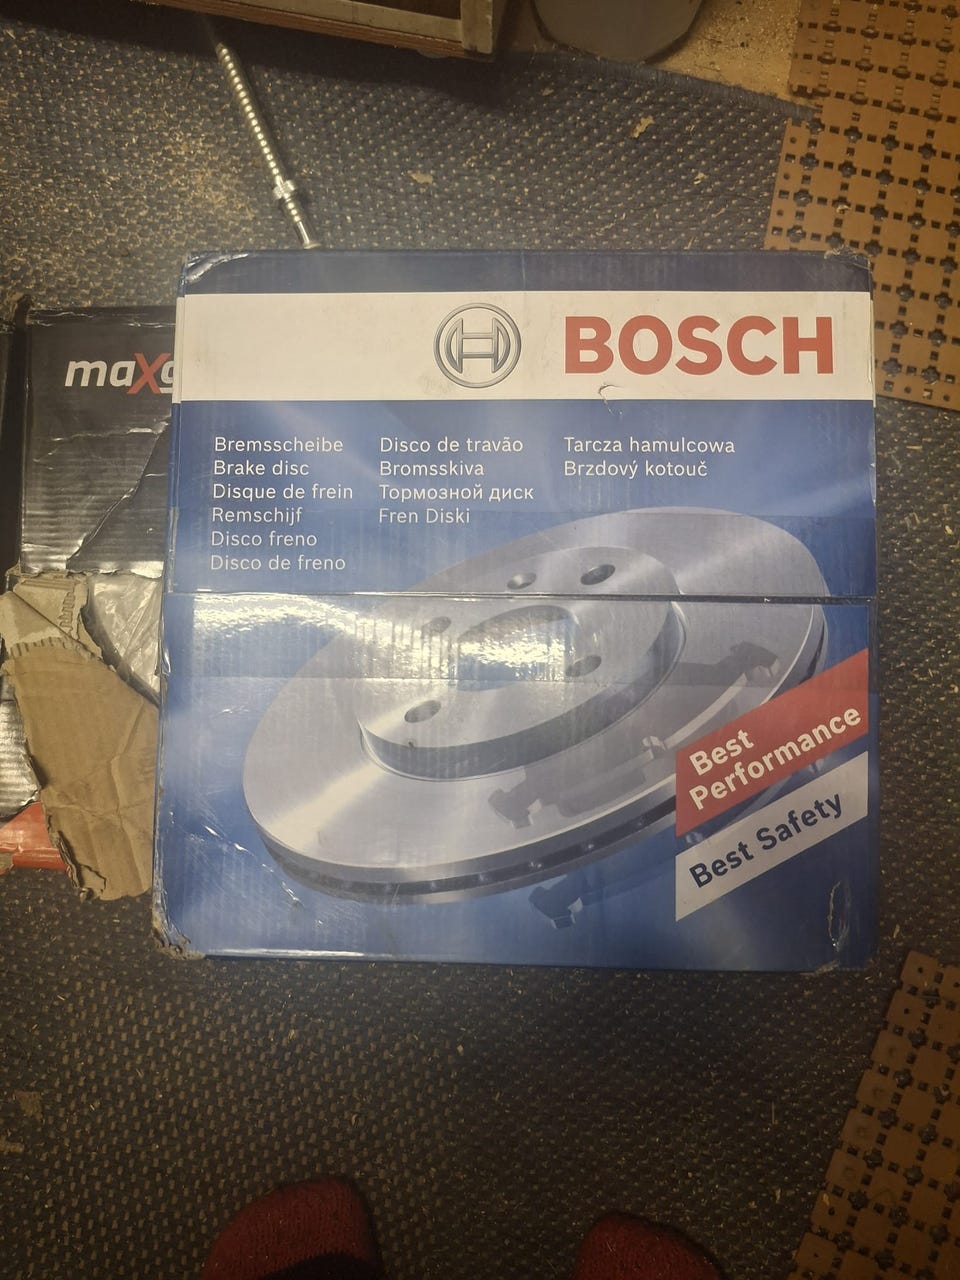 BOSCH
maX
Bremsscheibe
Brake disc
Disque de frein
Remschijf
Disco freno
Disco de freno
Disco de travão
Bromsskiva
Тормозной диск
Fren Diski
Tarcza hamulcowa
Brzdový kotouč
Best
Performance
Best Safety